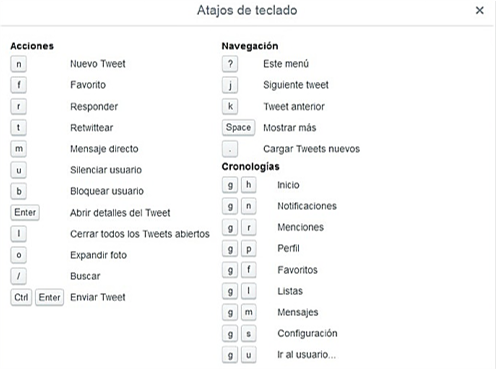 Atajos de teclado ×
Acciones
n Nuevo Tweet
f Favorito
r Responder
t Retwittear
m Mensaje directo
u Silenciar usuario
b Bloquear usuario
Enter Abrir detalles del Tweet
l Cerrar todos los Tweets abiertos
o Expandir foto
/ Buscar
Ctrl Enter Enviar Tweet
Navegación
? Este menú
j Siguiente tweet
k Tweet anterior
Space Mostrar más
. Cargar Tweets nuevos
Cronologías
g h Inicio
g n Notificaciones
g r Menciones
g p Perfil
g f Favoritos
g l Listas
g m Mensajes
g s Configuración
g u Ir al usuario...